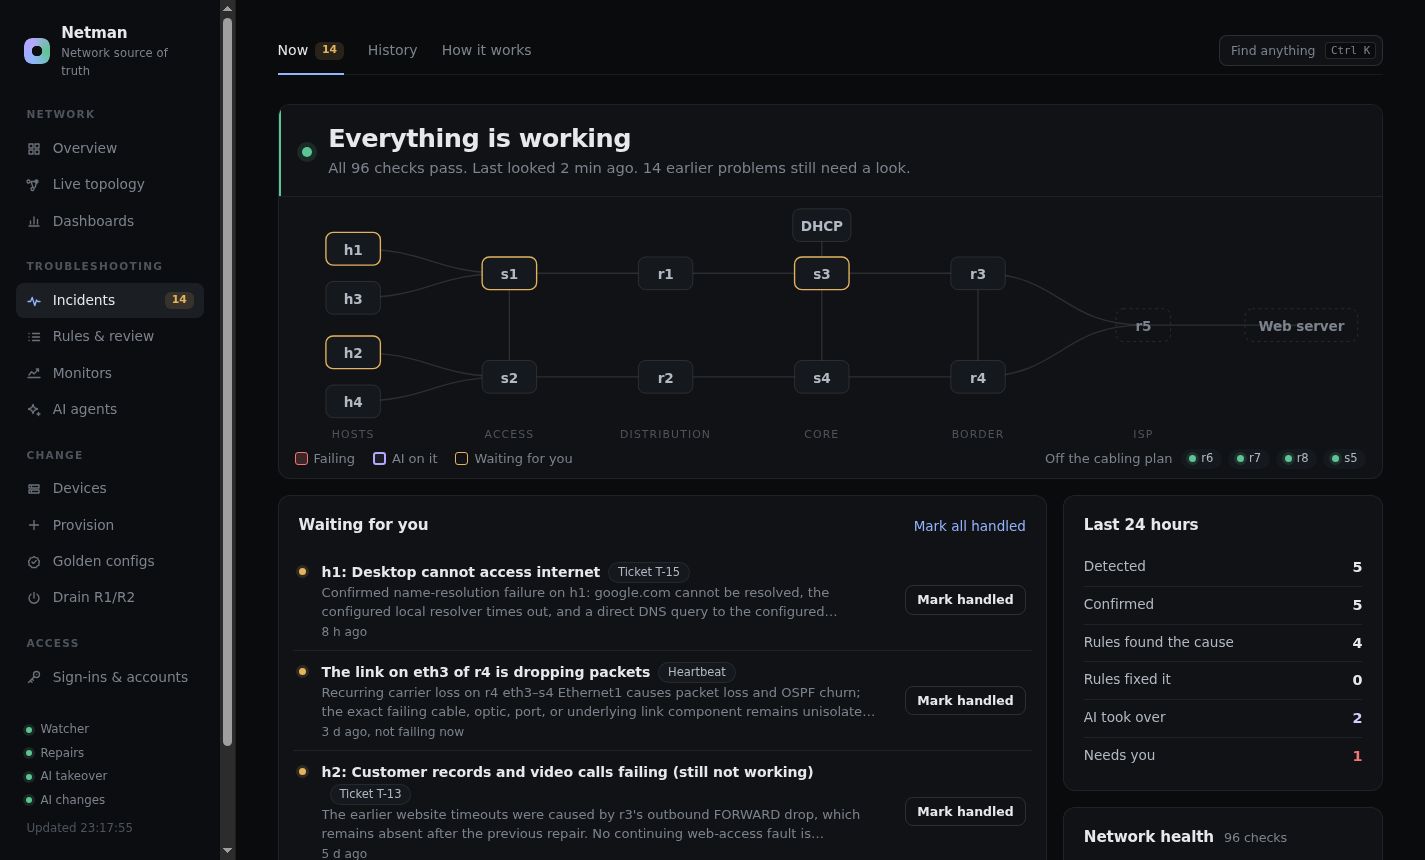 Netman
Network source of
truth
NETWORK
Overview
Live topology
Dashboards
TROUBLESHOOTING
Incidents 14
Rules & review
Monitors
AI agents
CHANGE
Devices
Provision
Golden configs
Drain R1/R2
ACCESS
Sign-ins & accounts
Watcher
Repairs
AI takeover
AI changes
Updated 23:17:55
Now 14 History How it works
Find anything Ctrl K
Everything is working
All 96 checks pass. Last looked 2 min ago. 14 earlier problems still need a look.
DHCP
h1
s1 r1 s3 r3
h3
r5 Web server
h2
s2 r2 s4 r4
h4
HOSTS ACCESS DISTRIBUTION CORE BORDER ISP
Failing AI on it Waiting for you
Off the cabling plan r6 r7 r8 s5
Waiting for you
Mark all handled
h1: Desktop cannot access internet Ticket T-15
Confirmed name-resolution failure on h1: google.com cannot be resolved, the
configured local resolver times out, and a direct DNS query to the configured…
8 h ago
Mark handled
The link on eth3 of r4 is dropping packets Heartbeat
Recurring carrier loss on r4 eth3–s4 Ethernet1 causes packet loss and OSPF churn;
the exact failing cable, optic, port, or underlying link component remains unisolate…
3 d ago, not failing now
Mark handled
h2: Customer records and video calls failing (still not working)
Ticket T-13
The earlier website timeouts were caused by r3's outbound FORWARD drop, which
remains absent after the previous repair. No continuing web-access fault is…
5 d ago
Mark handled
Last 24 hours
Detected 5
Confirmed 5
Rules found the cause 4
Rules fixed it 0
AI took over 2
Needs you 1
Network health 96 checks